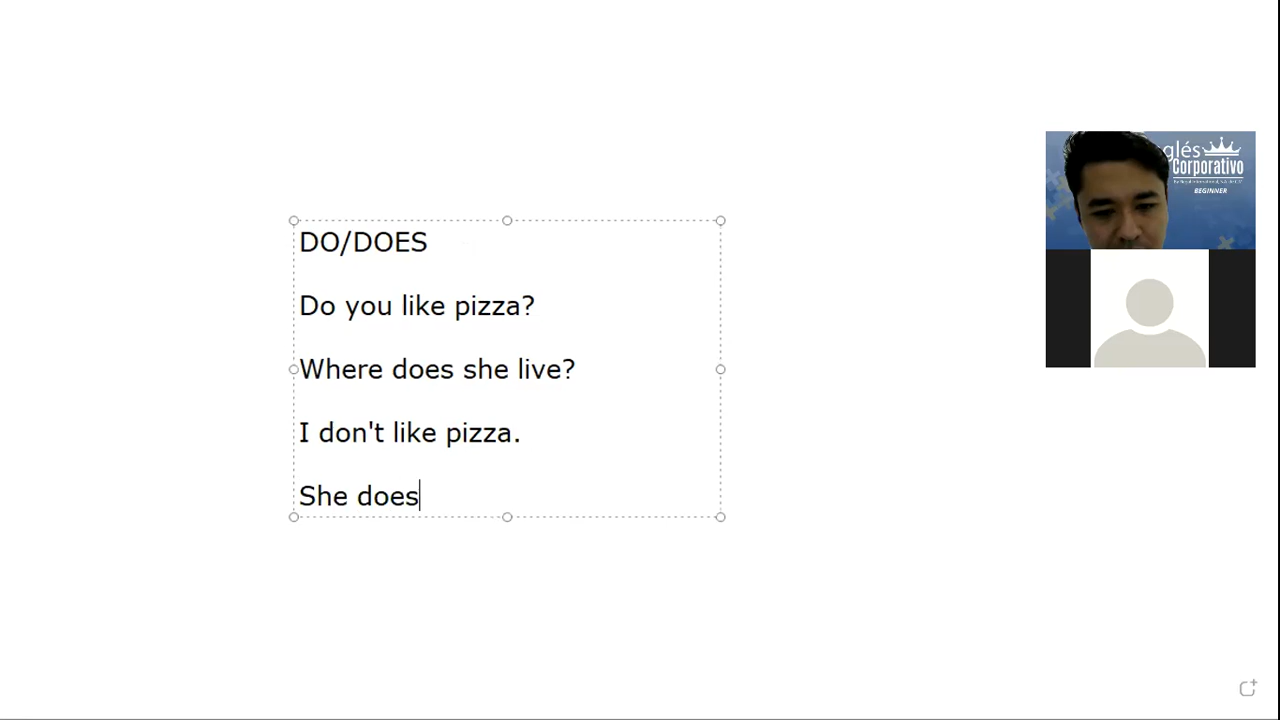 DO/DOES
Do you like pizza?
Where does she live?
I don't like pizza.
She does
glés
Corporativo
BEGINNER